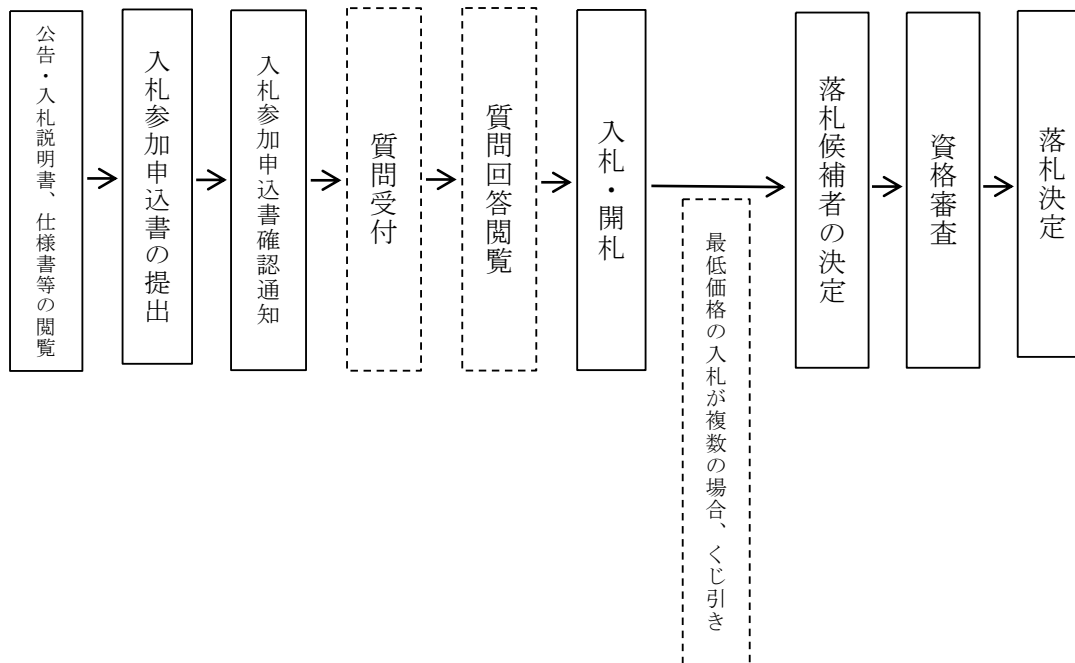 公告・入札説明書、仕様書等の閲覧
入札参加申込書の提出
入札参加申込書確認通知
質問受付
質問回答閲覧
入札・開札
最低価格の入札が複数の場合、くじ引き
落札候補者の決定
資格審査
落札決定